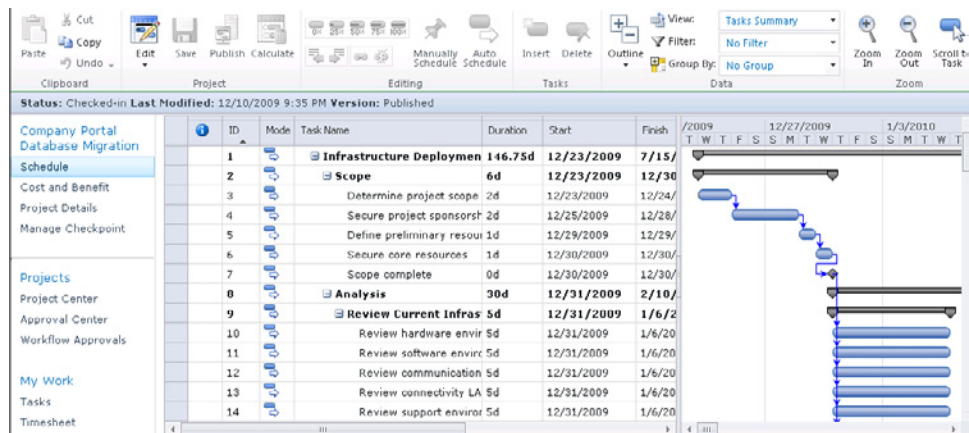 Cut
Copy
Undo
Paste
Clipboard
Edit
Save
Publish
Calculate
Project
0% 25% 50% 75% 100%
Manually Schedule
Auto Schedule
Editing
Insert
Delete
Tasks
Outline
View: Tasks Summary
Filter: No Filter
Group By: No Group
Data
Zoom In
Zoom Out
Scroll to Task
Zoom
Status: Checked-in Last Modified: 12/10/2009 9:35 PM Version: Published
Company Portal
Database Migration
Schedule
Cost and Benefit
Project Details
Manage Checkpoint
Projects
Project Center
Approval Center
Workflow Approvals
My Work
Tasks
Timesheet
ID Mode Task Name Duration Start Finish
1 Infrastructure Deploymen 146.75d 12/23/2009 7/15/
2 Scope 6d 12/23/2009 12/30
3 Determine project scope 2d 12/23/2009 12/24/
4 Secure project sponsorsh 2d 12/25/2009 12/28/
5 Define preliminary resou 1d 12/29/2009 12/29/
6 Secure core resources 1d 12/30/2009 12/30/
7 Scope complete 0d 12/30/2009 12/30/
8 Analysis 30d 12/31/2009 2/10/
9 Review Current Infras 5d 12/31/2009 1/6/2
10 Review hardware envir 5d 12/31/2009 1/6/20
11 Review software envirc 5d 12/31/2009 1/6/20
12 Review communication 5d 12/31/2009 1/6/20
13 Review connectivity LA 5d 12/31/2009 1/6/20
14 Review support enviror 5d 12/31/2009 1/6/20
/2009 12/27/2009 1/3/2010
T W T F S S M T W T F S S M T W T